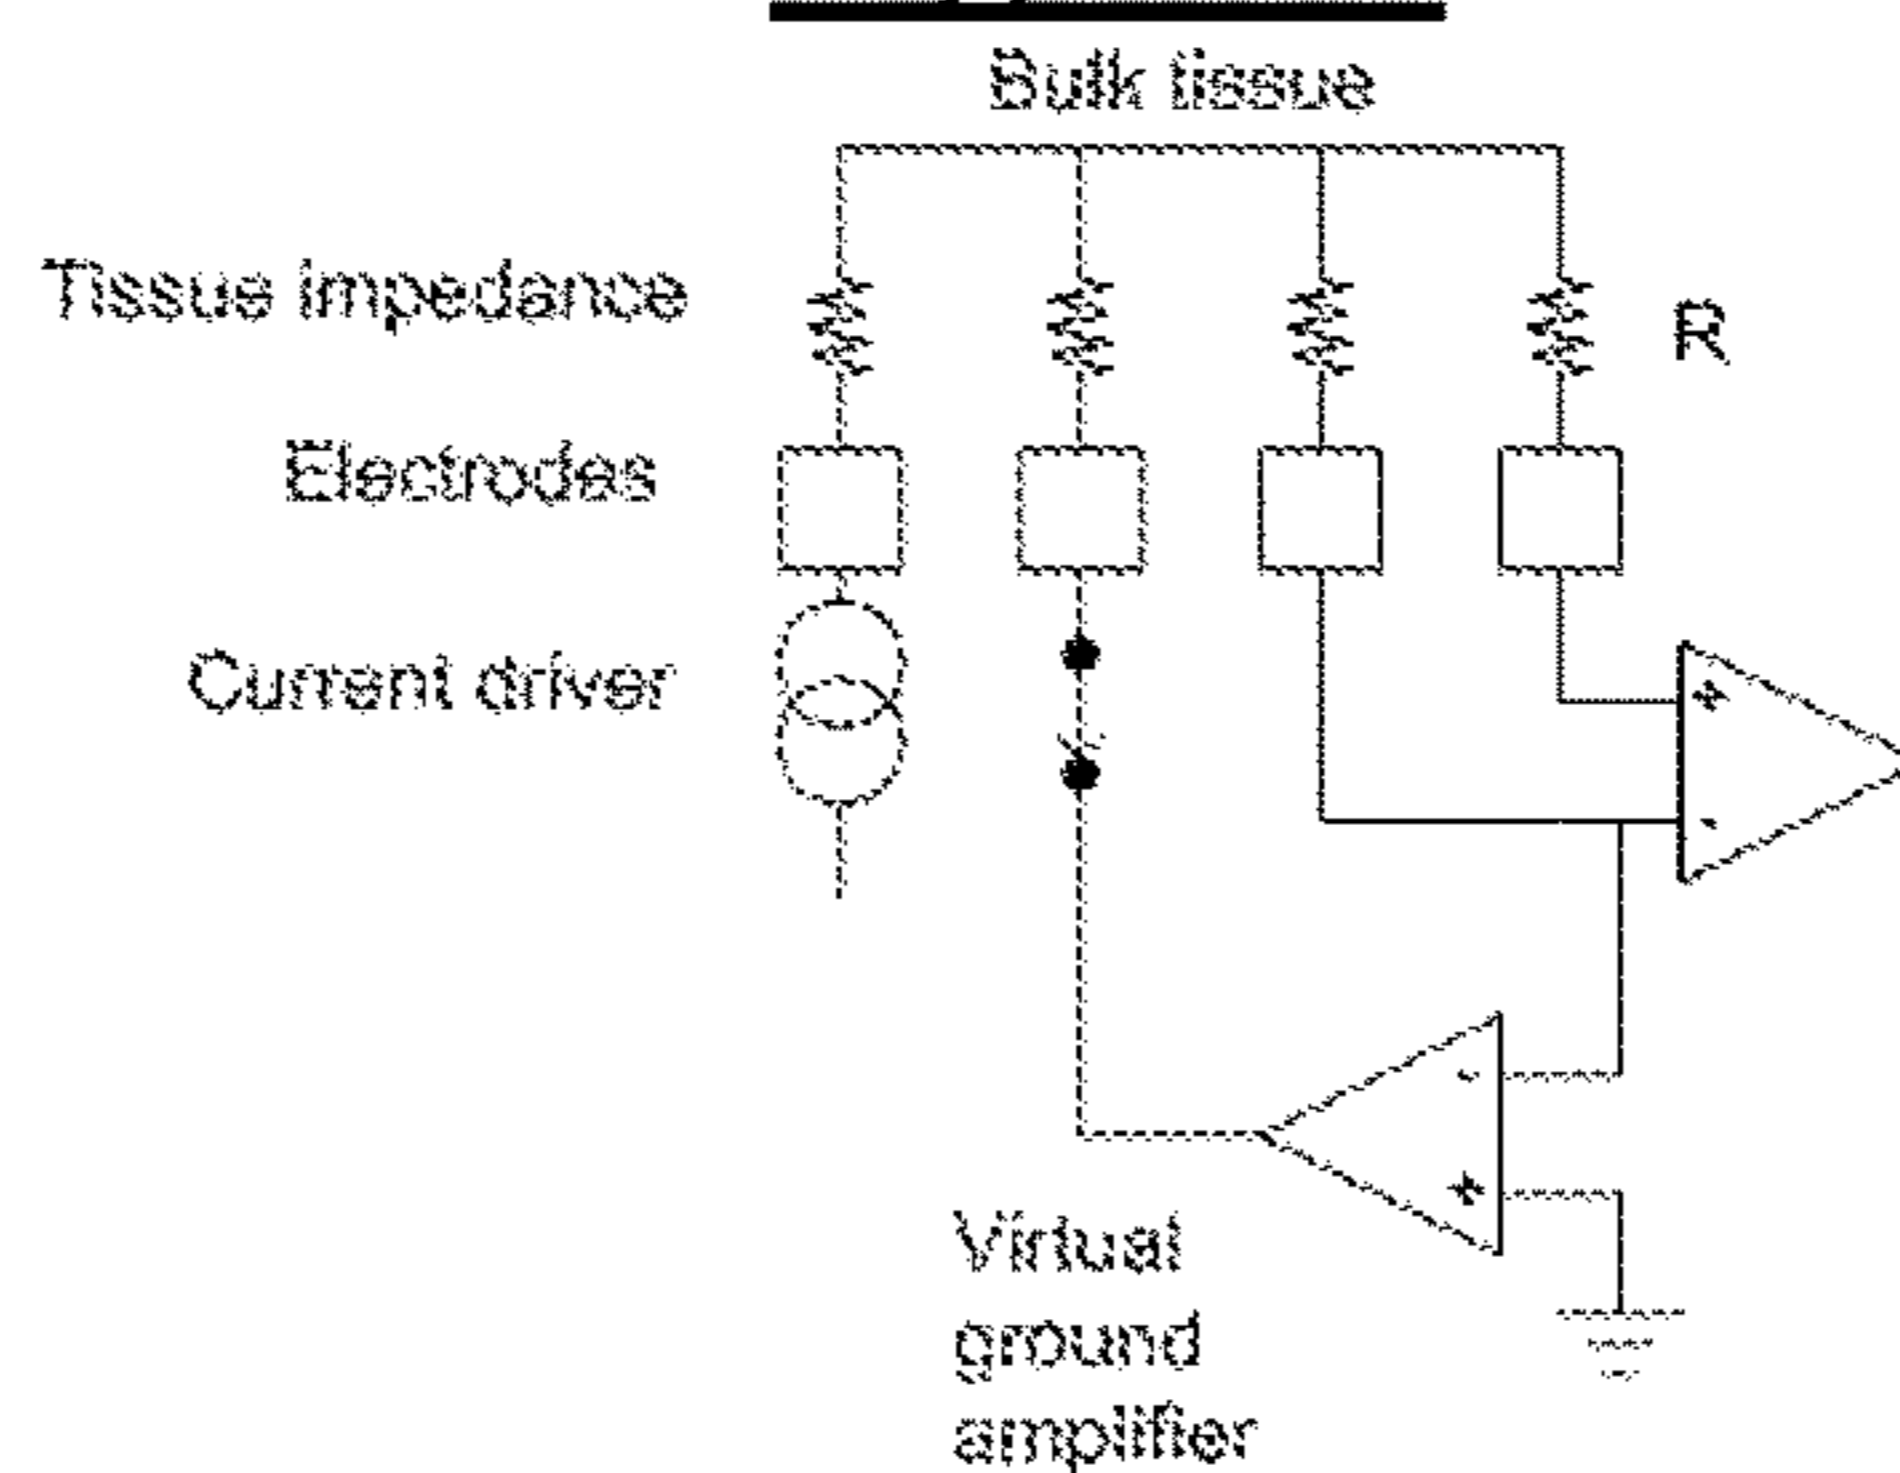 Bulk tissue
Tissue impedance
R
Electrodes
Current driver
+
-
-
+
Virtual
ground
amplifier